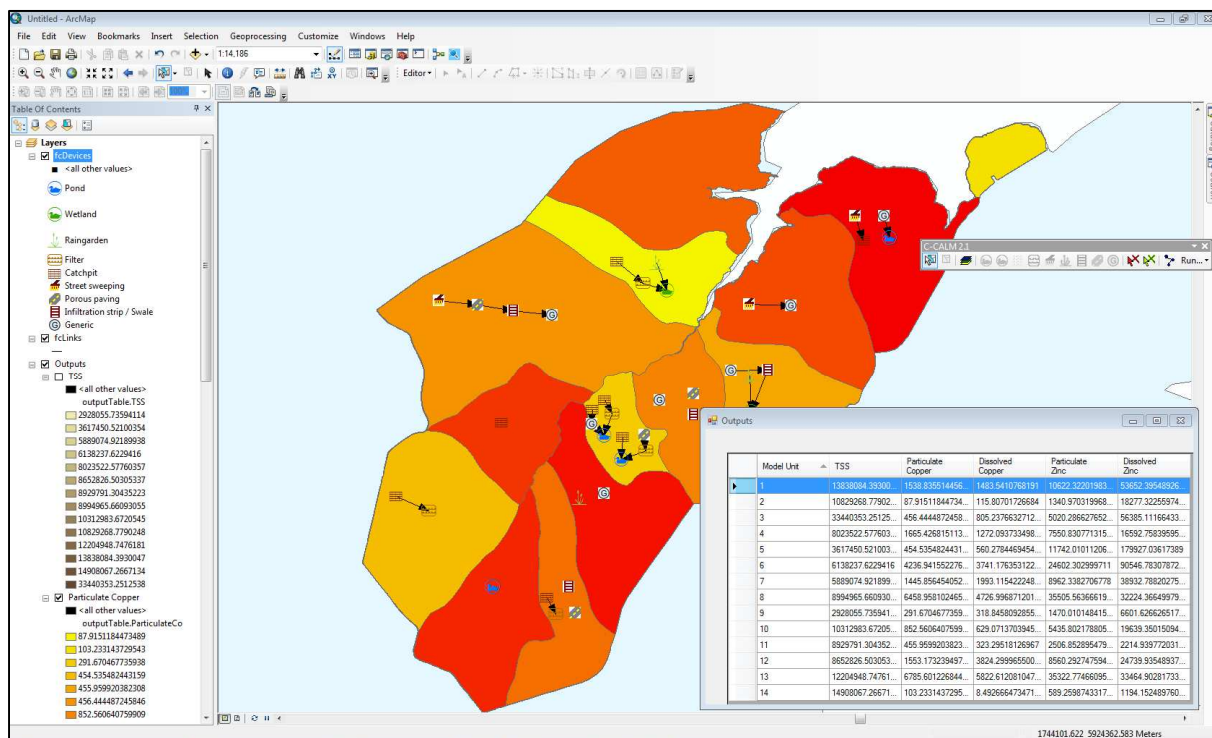 Untitled - ArcMap
File Edit View Bookmarks Insert Selection Geoprocessing Customize Windows Help
1:14,186
Editor
100%
Table Of Contents
Layers
fcDevices
<all other values>
Pond
Wetland
Raingarden
Filter
Catchpit
Street sweeping
Porous paving
Infiltration strip / Swale
Generic
fcLinks
Outputs
TSS
<all other values>
outputTable.TSS
2928055.73594114
3617450.52100354
5889074.92189938
6138237.6229416
8023522.57760357
8652826.50305337
8929791.30435223
8994965.66093055
10312983.6720545
10829268.7790248
12204948.7476181
13838084.3930047
14908067.2667134
33440353.2512538
Particulate Copper
<all other values>
outputTable.ParticulateCo
87.9151184473489
103.233143729543
291.670467735938
454.535482443159
455.959920382308
456.444487245846
852.560640759909
C-CALM 2.1
Run...
Outputs
Model Unit TSS Particulate Copper Dissolved Copper Particulate Zinc Dissolved Zinc
1 13838084.39300... 1538.835514456... 1483.5410768191 10622.32201983... 53652.39548926...
2 10829268.77902... 87.91511844734... 115.80701726684 1340.970319968... 18277.32255974...
3 33440353.25125... 456.4444872458... 805.2376632712... 5020.286627652... 56385.11166433...
4 8023522.577603... 1665.426815113... 1272.093733498... 7550.830771315... 16592.75839595...
5 3617450.521003... 454.5354824431... 560.2784469454... 11742.01011206... 179927.03617389
6 6138237.6229416 4236.941552276... 3741.176353122... 24602.302999711 90546.78307872...
7 5889074.921899... 1445.856454052... 1993.115422248... 8962.3382706778 38932.78820275...
8 8994965.660930... 6458.958102465... 4726.996871201... 35505.56366619... 32224.36649979...
9 2928055.735941... 291.6704677359... 318.8458092855... 1470.010148415... 6601.626626517...
10 10312983.67205... 852.5606407599... 629.0713703945... 5435.802178805... 19639.35015094...
11 8929791.304352... 455.9599203823... 323.29518126967 2506.852895479... 2214.939772031...
12 8652826.503053... 1553.173239497... 3824.299965500... 8560.292747594... 24739.93548937...
13 12204948.74761... 6785.601226844... 5822.612081047... 35322.77466095... 33464.90281733...
14 14908067.26671... 103.2331437295... 8.492666473471... 589.2598743317... 1194.152489760...
1744101.622 5924362.583 Meters